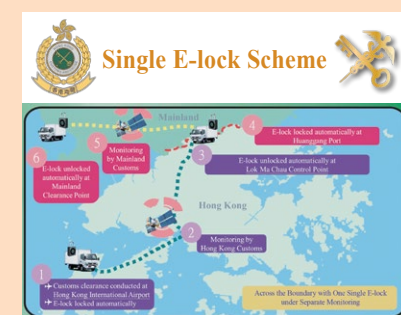 Single E-lock Scheme
Mainland
4
E-lock locked automatically at
Huanggang Port
5
Monitoring
by Mainland
Customs
3
E-lock unlocked automatically at
Lok Ma Chau Control Point
6
E-lock unlocked
automatically at
Mainland
Clearance Point
Hong Kong
2
Monitoring by
Hong Kong Customs
1
Customs clearance conducted at
Hong Kong International Airport
E-lock locked automatically
Across the Boundary with One Single E-lock
under Separate Monitoring